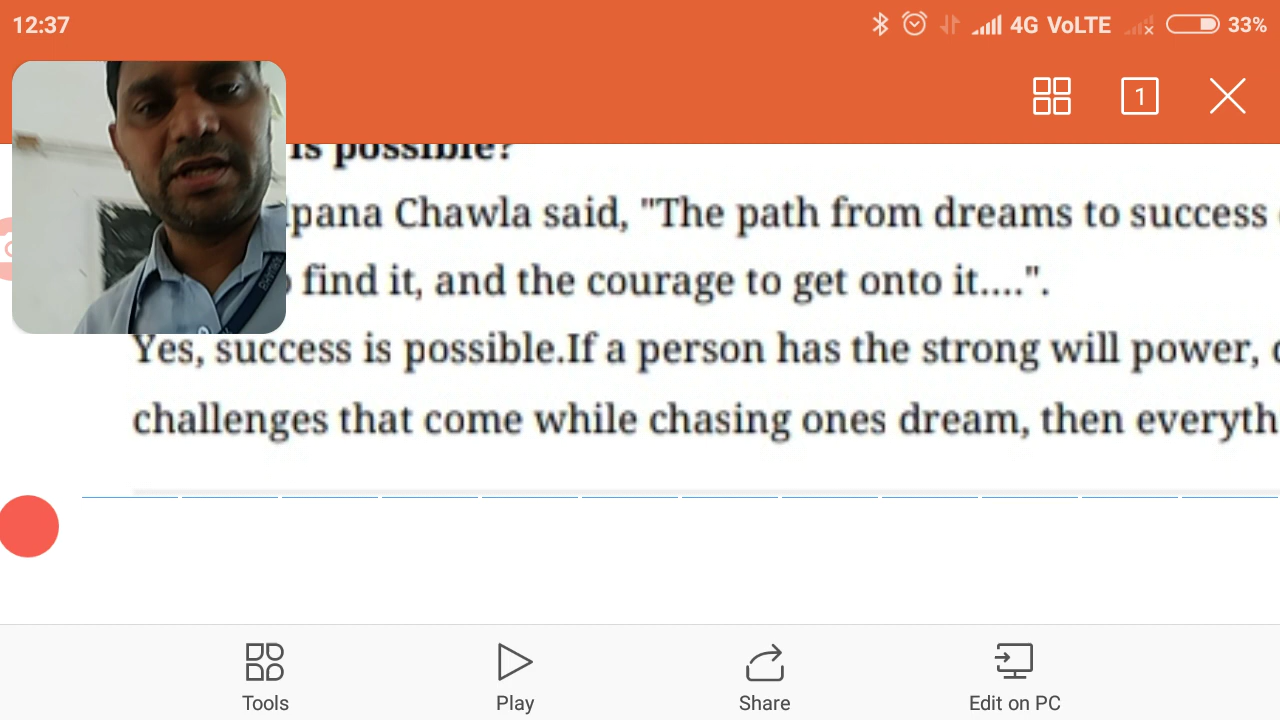 12:37 4G VoLTE 33%
1
is possible?
pana Chawla said, "The path from dreams to success
find it, and the courage to get onto it....".
Yes, success is possible.If a person has the strong will power,
challenges that come while chasing ones dream, then everyth
Tools Play Share Edit on PC